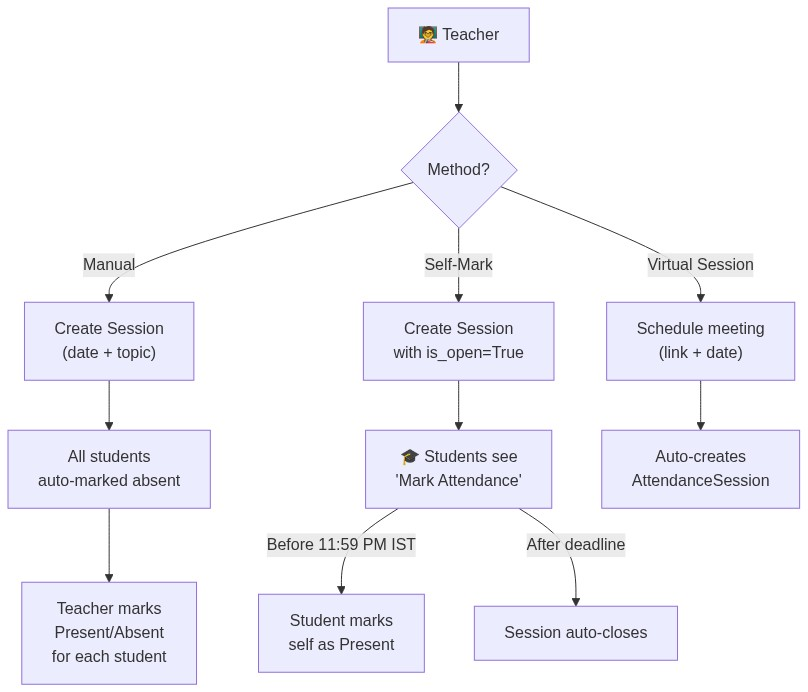 🧑‍🏫 Teacher
Method?
Manual
Self-Mark
Virtual Session
Create Session
(date + topic)
Create Session
with is_open=True
Schedule meeting
(link + date)
All students
auto-marked absent
🎓 Students see
'Mark Attendance'
Auto-creates
AttendanceSession
Before 11:59 PM IST
After deadline
Teacher marks
Present/Absent
for each student
Student marks
self as Present
Session auto-closes